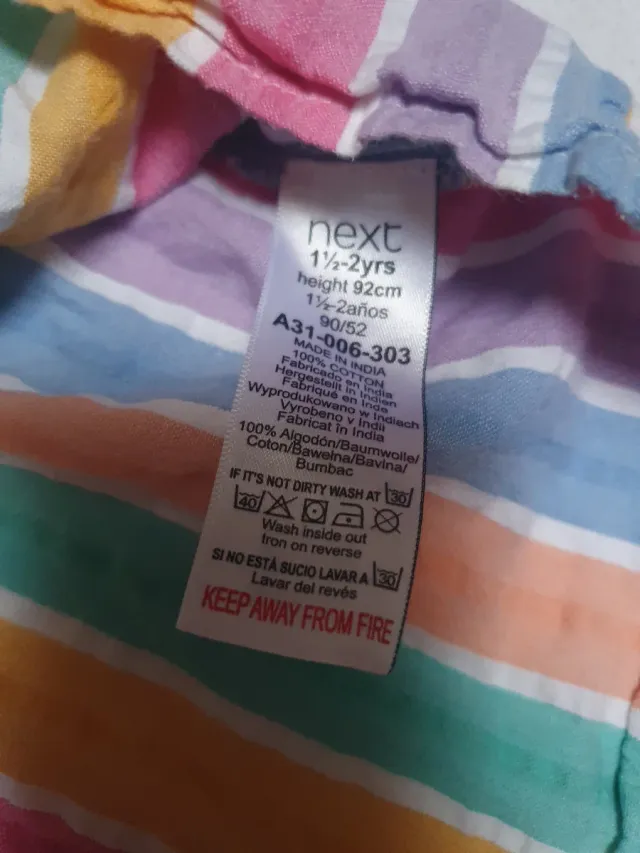 next
1½-2yrs
height 92cm
1½-2años
90/52
A31-006-303
MADE IN INDIA
100% COTTON
Fabricado en India
Hergestellt in Indien
Fabriqué en Inde
Wyprodukowano w Indiach
Vyrobeno v Indii
Fabricat in India
100% Algodón/Baumwolle/
Coton/Bawełna/Bavlna/
Bumbac
IF IT'S NOT DIRTY WASH AT 30
40
Wash inside out
Iron on reverse
SI NO ESTÁ SUCIO LAVAR A 30
Lavar del revés
KEEP AWAY FROM FIRE